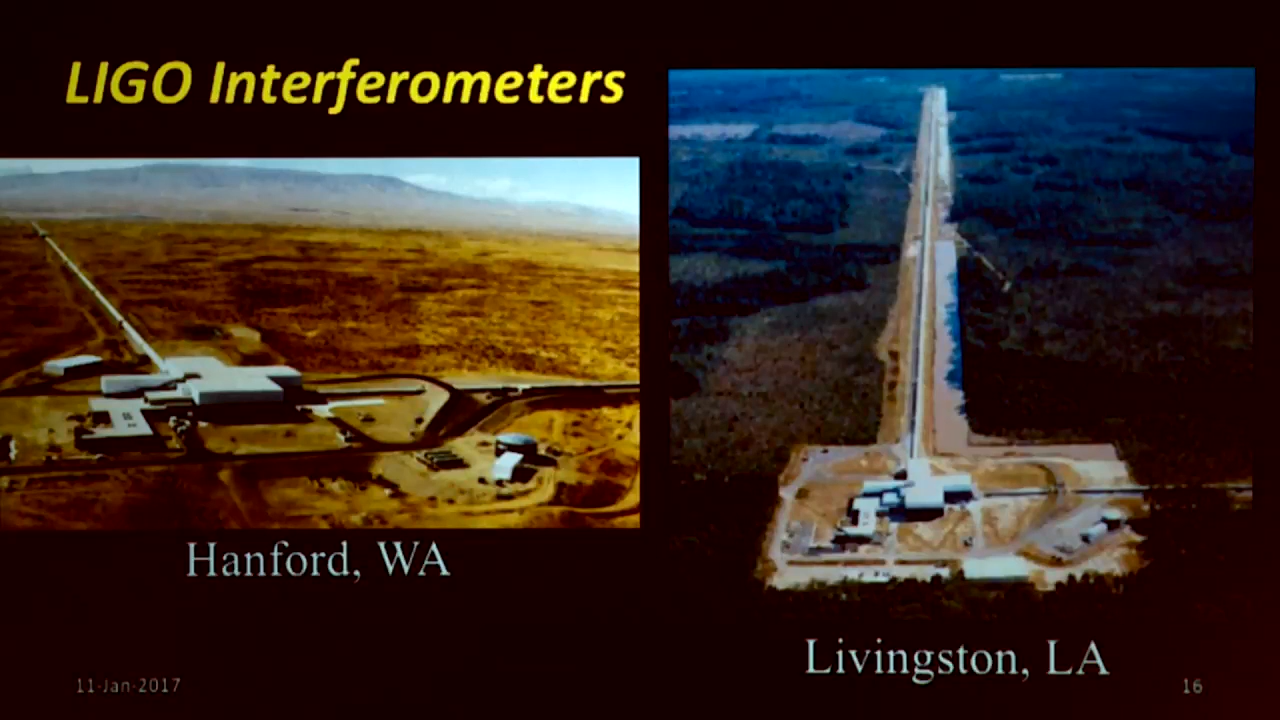 LIGO Interferometers
Hanford, WA
Livingston, LA
11-Jan-2017
16